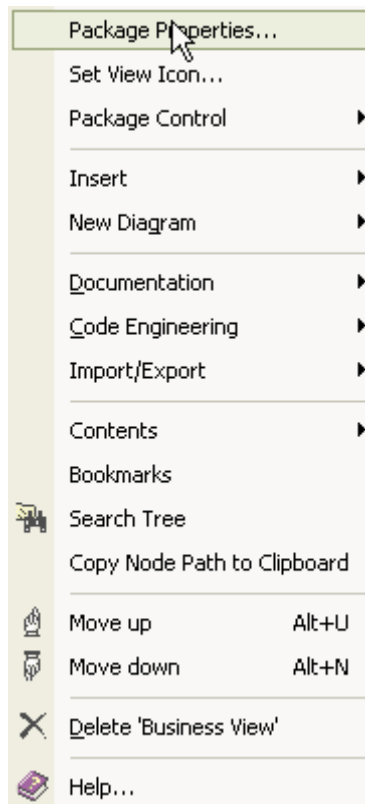 Package Properties...
Set View Icon...
Package Control
Insert
New Diagram
Documentation
Code Engineering
Import/Export
Contents
Bookmarks
Search Tree
Copy Node Path to Clipboard
Move up Alt+U
Move down Alt+N
Delete 'Business View'
Help...